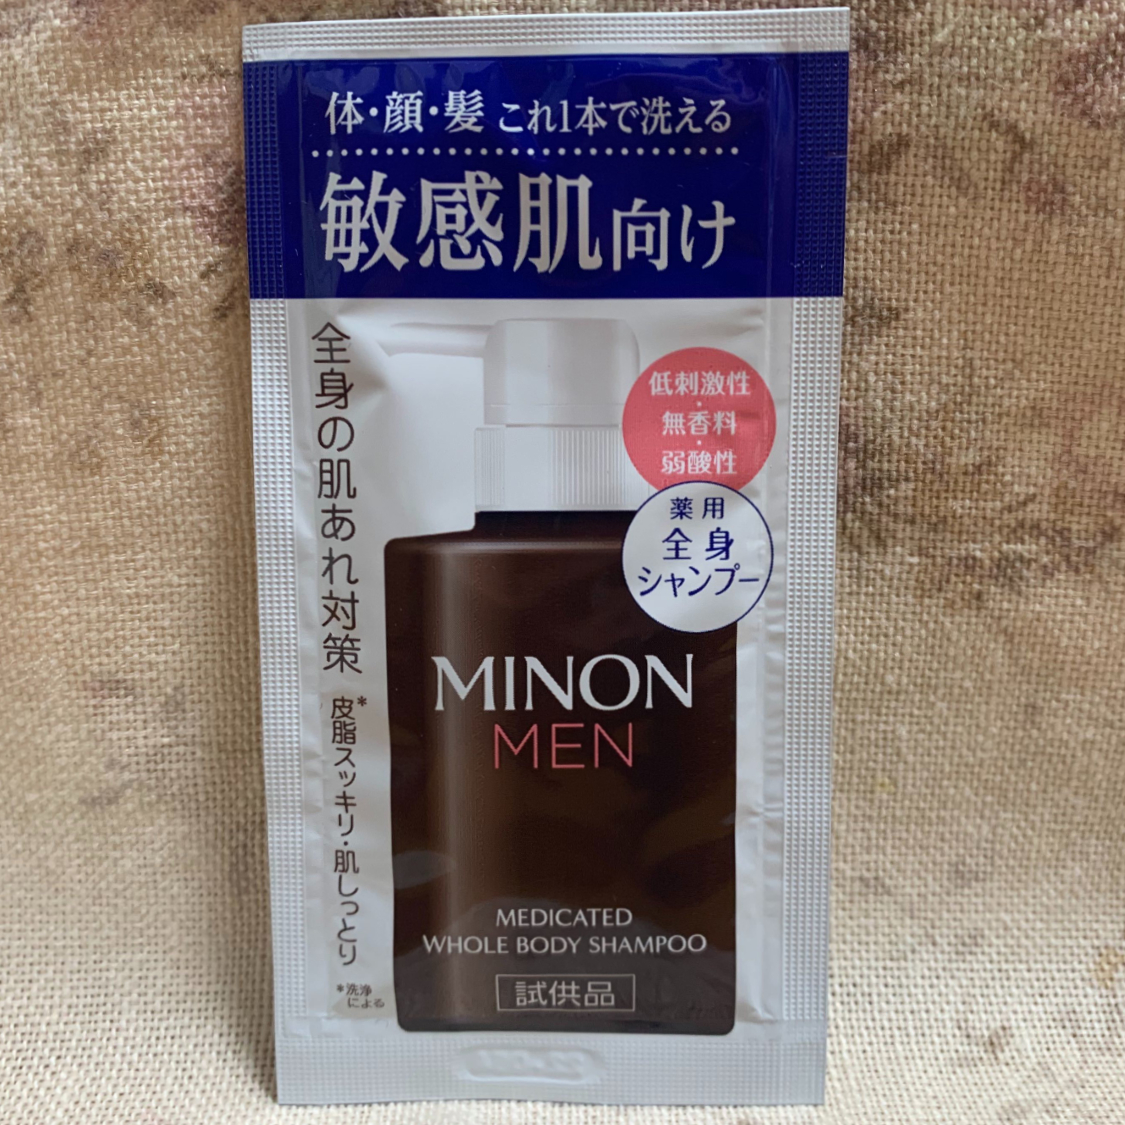 体・顔・髪 これ1本で洗える
敏感肌向け
全身の肌あれ対策
*皮脂スッキリ・肌しっとり
*洗浄
による
低刺激性
・
無香料
・
弱酸性
薬用
全身
シャンプー
MINON
MEN
MEDICATED
WHOLE BODY SHAMPOO
試供品